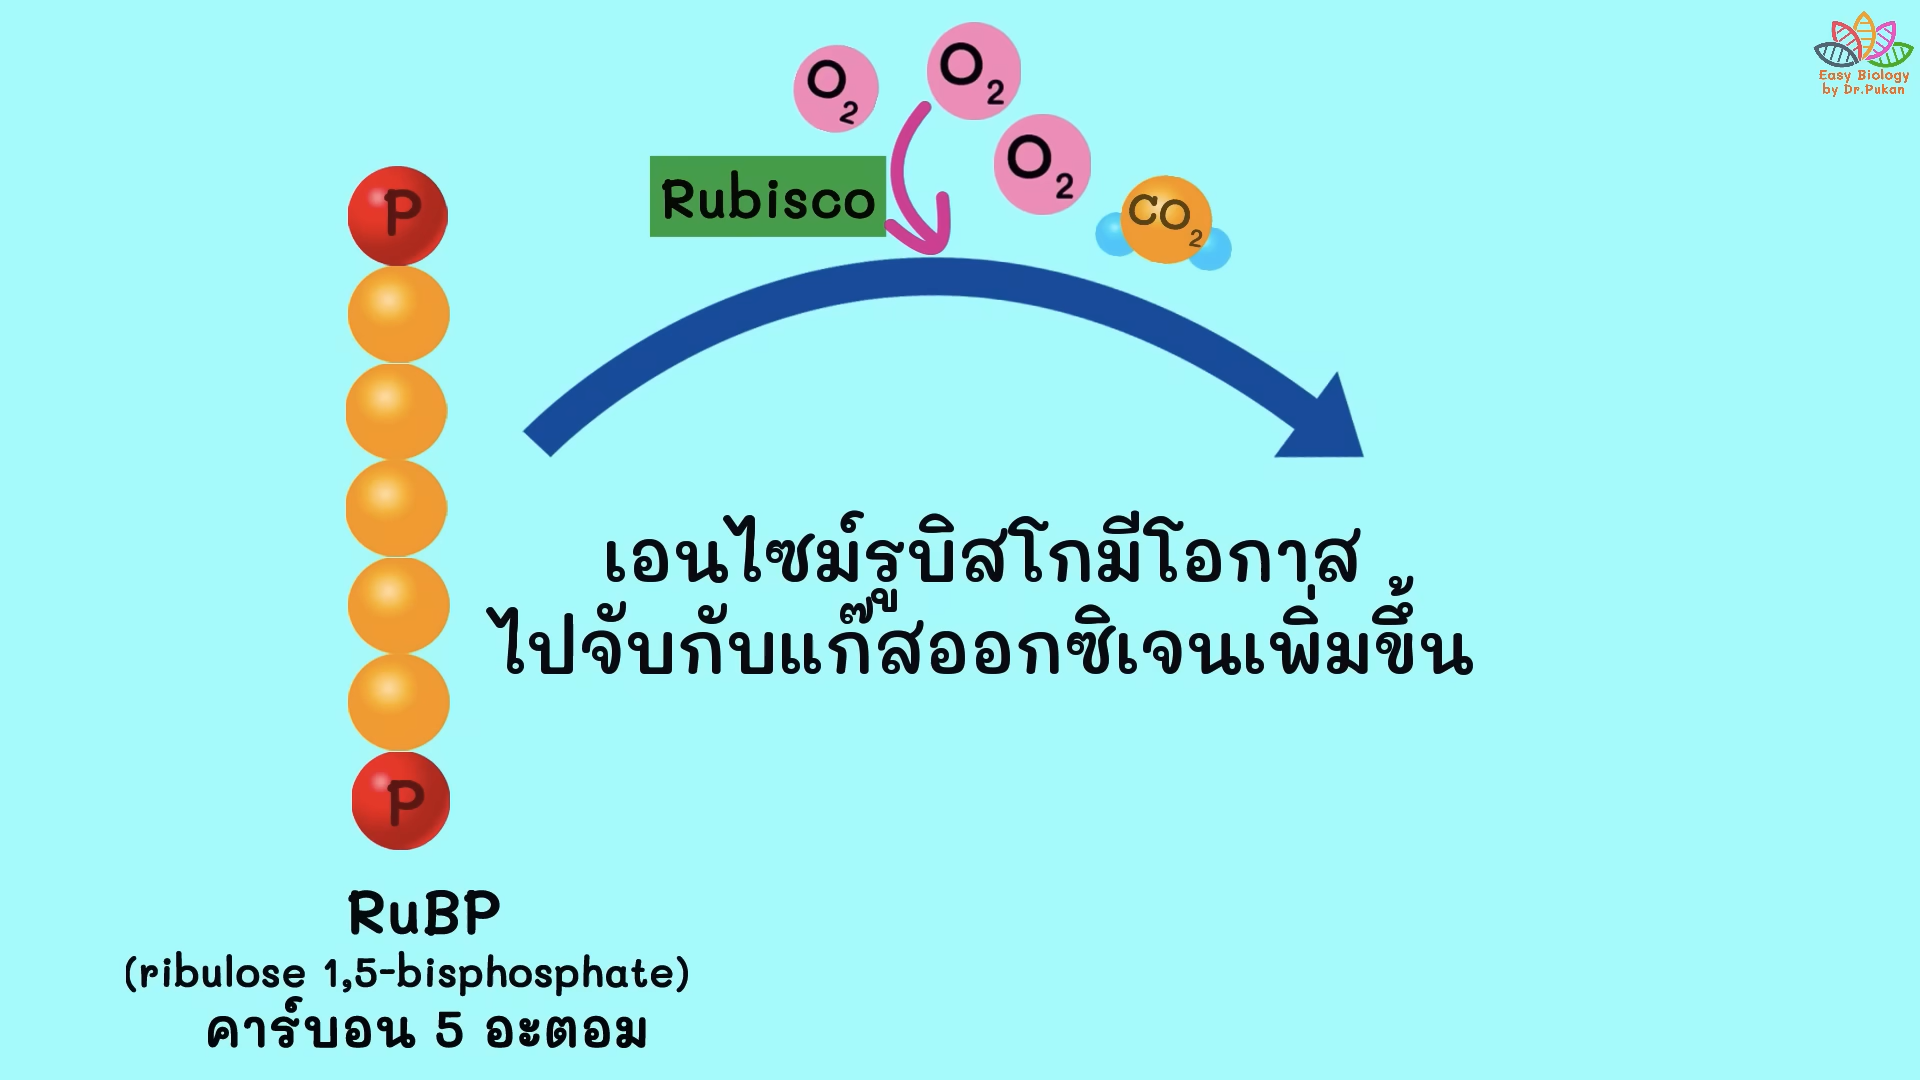 O2
O2
O2
CO2
Easy Biology
by Dr.Pukan
Rubisco
P
เอนไซม์รูบิสโกมีโอกาส
ไปจับกับแก๊สออกซิเจนเพิ่มขึ้น
P
RuBP
(ribulose 1,5-bisphosphate)
คาร์บอน 5 อะตอม